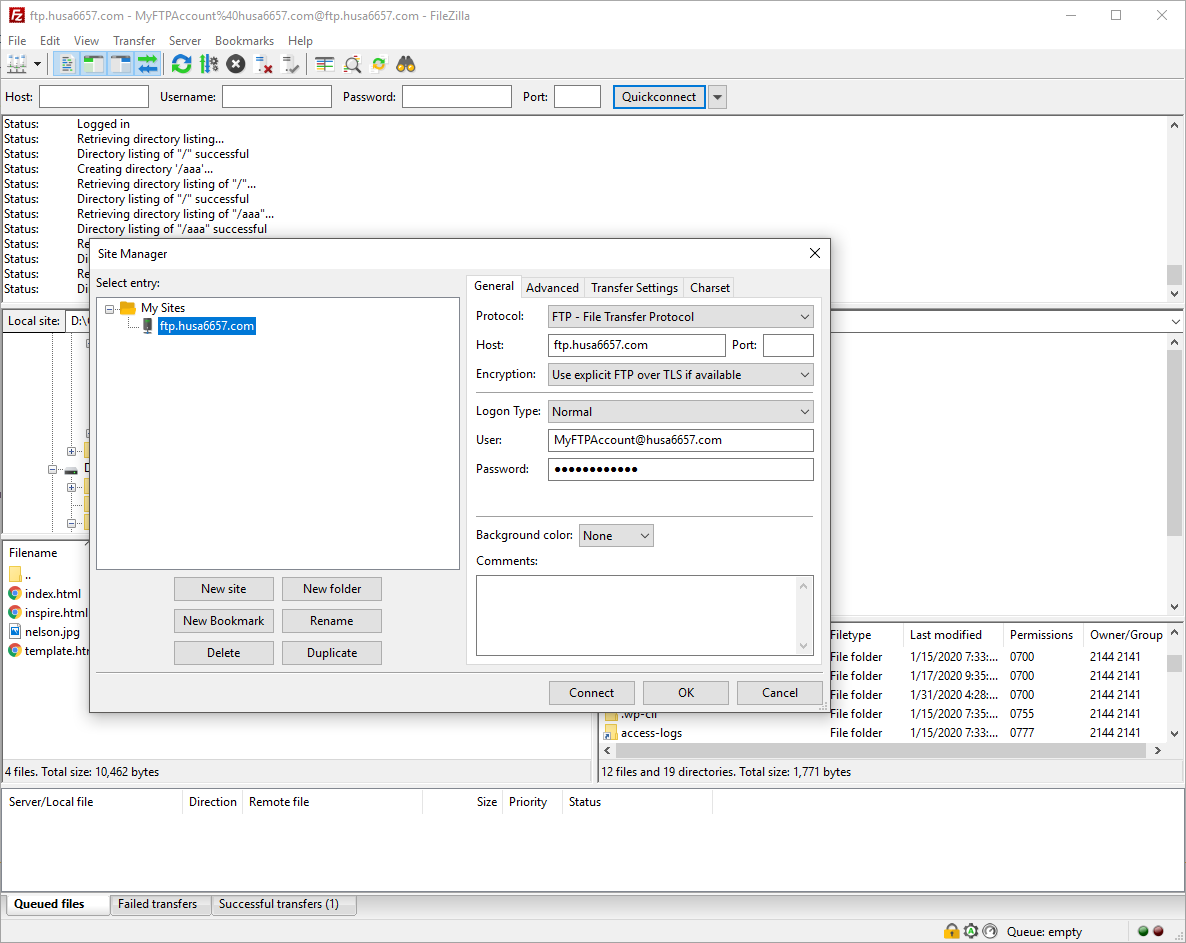 ftp.husa6657.com - MyFTPAccount%40husa6657.com@ftp.husa6657.com - FileZilla
File Edit View Transfer Server Bookmarks Help
Host: Username: Password: Port: Quickconnect
Status: Logged in
Status: Retrieving directory listing...
Status: Directory listing of "/" successful
Status: Creating directory '/aaa'...
Status: Retrieving directory listing of "/"...
Status: Directory listing of "/" successful
Status: Retrieving directory listing of "/aaa"...
Status: Directory listing of "/aaa" successful
Status: Re
Status: Di
Status: Re
Status: Di
Site Manager
Select entry:
My Sites
ftp.husa6657.com
New site New folder
New Bookmark Rename
Delete Duplicate
General Advanced Transfer Settings Charset
Protocol: FTP - File Transfer Protocol
Host: ftp.husa6657.com Port:
Encryption: Use explicit FTP over TLS if available
Logon Type: Normal
User: MyFTPAccount@husa6657.com
Password: ●●●●●●●●●●●●
Background color: None
Comments:
Connect OK Cancel
Local site: D:\
Filename
..
index.html
inspire.html
nelson.jpg
template.ht
4 files. Total size: 10,462 bytes
Filetype Last modified Permissions Owner/Group
File folder 1/15/2020 7:33:... 0700 2144 2141
File folder 1/17/2020 9:35:... 0700 2144 2141
File folder 1/31/2020 4:28:... 0700 2144 2141
.wp-cli File folder 1/15/2020 7:35:... 0755 2144 2141
access-logs File folder 1/15/2020 7:33:... 0777 2144 2141
12 files and 19 directories. Total size: 1,771 bytes
Server/Local file Direction Remote file Size Priority Status
Queued files Failed transfers Successful transfers (1)
Queue: empty